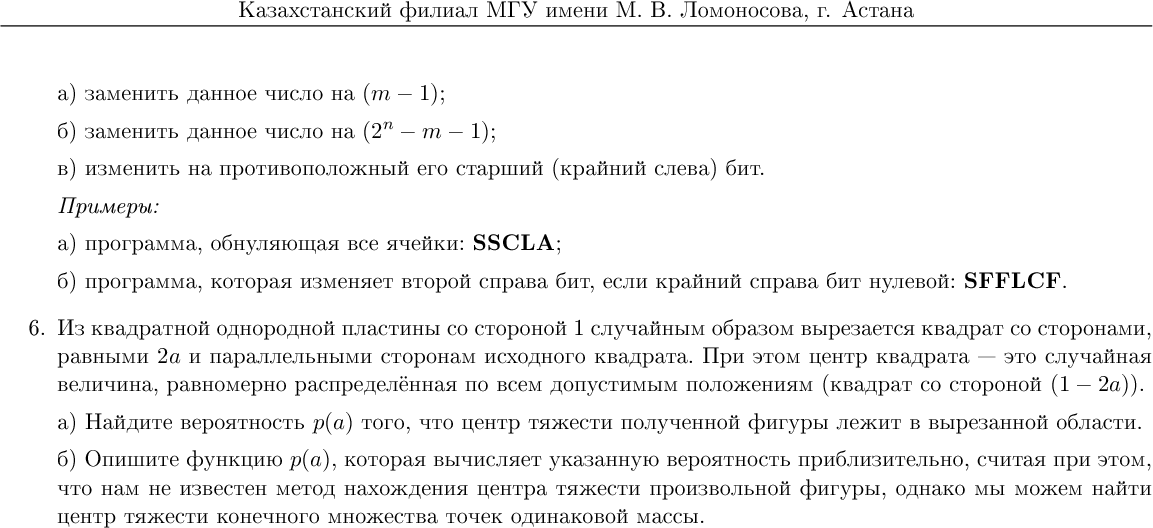 Казахстанский филиал МГУ имени М. В. Ломоносова, г. Астана
а) заменить данное число на (m − 1);
б) заменить данное число на (2ⁿ − m − 1);
в) изменить на противоположный его старший (крайний слева) бит.
Примеры:
а) программа, обнуляющая все ячейки: SSCLA;
б) программа, которая изменяет второй справа бит, если крайний справа бит нулевой: SFFLCF.
6. Из квадратной однородной пластины со стороной 1 случайным образом вырезается квадрат со сторонами,
равными 2a и параллельными сторонам исходного квадрата. При этом центр квадрата — это случайная
величина, равномерно распределённая по всем допустимым положениям (квадрат со стороной (1 − 2a)).
а) Найдите вероятность p(a) того, что центр тяжести полученной фигуры лежит в вырезанной области.
б) Опишите функцию p(a), которая вычисляет указанную вероятность приблизительно, считая при этом,
что нам не известен метод нахождения центра тяжести произвольной фигуры, однако мы можем найти
центр тяжести конечного множества точек одинаковой массы.